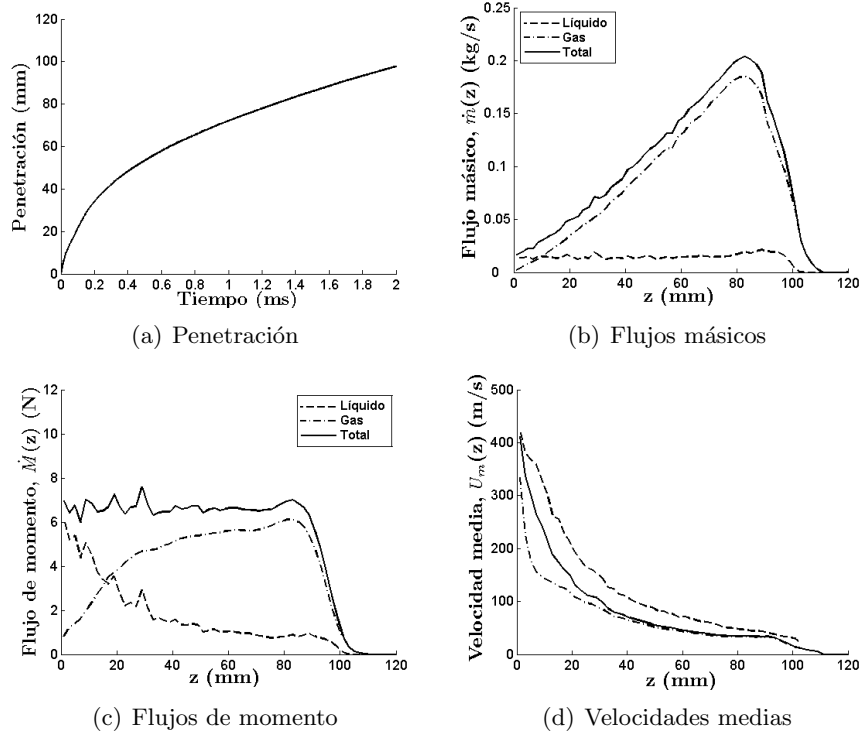 120
100
80
60
40
20
0
Penetración (mm)
0 0.2 0.4 0.6 0.8 1 1.2 1.4 1.6 1.8 2
Tiempo (ms)
(a) Penetración
Líquido
Gas
Total
0.2
0.15
0.1
0.05
0
Flujo másico, ṁ(z) (kg/s)
0 20 40 60 80 100 120
z (mm)
(b) Flujos másicos
12
10
8
6
4
2
0
Flujo de momento, Ṁ(z) (N)
Líquido
Gas
Total
0 20 40 60 80 100 120
z (mm)
(c) Flujos de momento
500
400
300
200
100
0
Velocidad media, U_m(z) (m/s)
0 20 40 60 80 100 120
z (mm)
(d) Velocidades medias